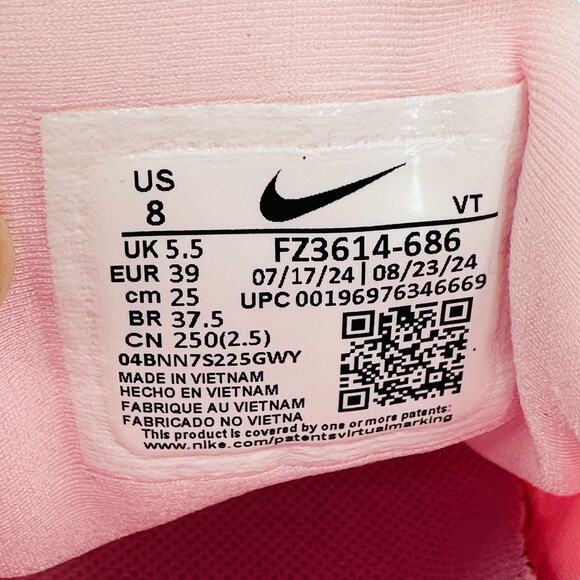 US
8
VT
UK 5.5
FZ3614-686
EUR 39
07/17/24 | 08/23/24
cm 25
UPC 00196976346669
BR 37.5
CN 250(2.5)
04BNN7S225GWY
MADE IN VIETNAM
HECHO EN VIETNAM
FABRIQUE AU VIETNAM
FABRICADO NO VIETNA
This product is covered by one or more patents:
www.nike.com/patentsvirtualmarking